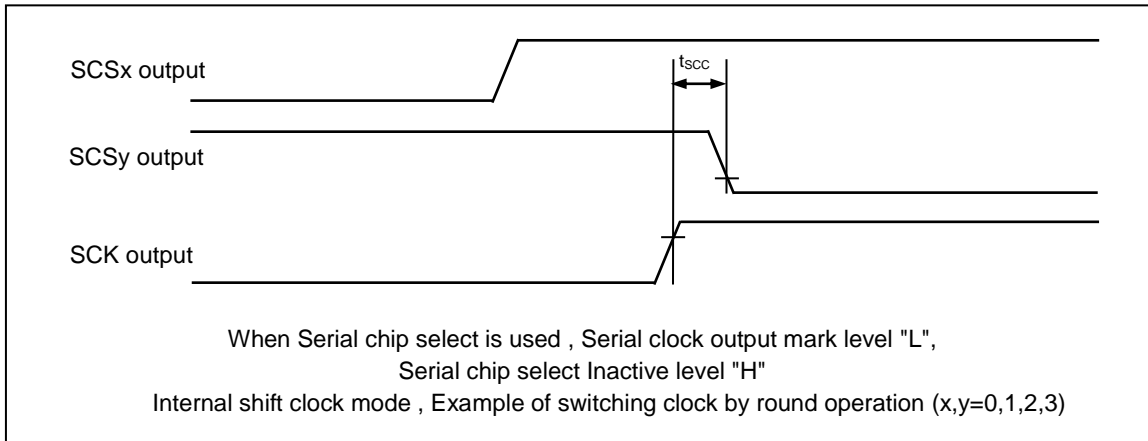 SCSx output
tSCC
SCSy output
SCK output
When Serial chip select is used , Serial clock output mark level "L",
Serial chip select Inactive level "H"
Internal shift clock mode , Example of switching clock by round operation (x,y=0,1,2,3)